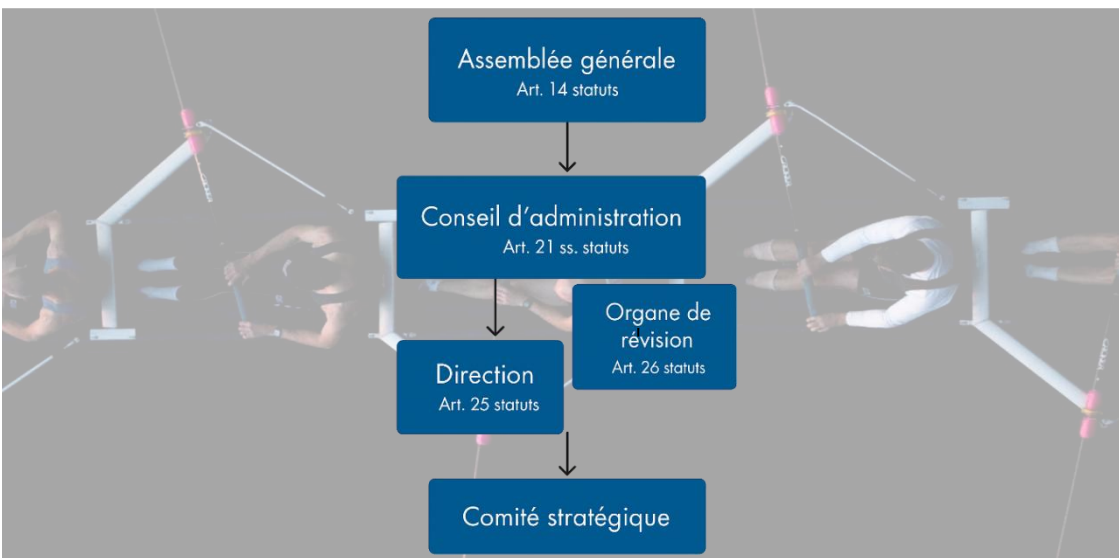 Assemblée générale
Art. 14 statuts
Conseil d'administration
Art. 21 ss. statuts
Organe de
révision
Art. 26 statuts
Direction
Art. 25 statuts
Comité stratégique